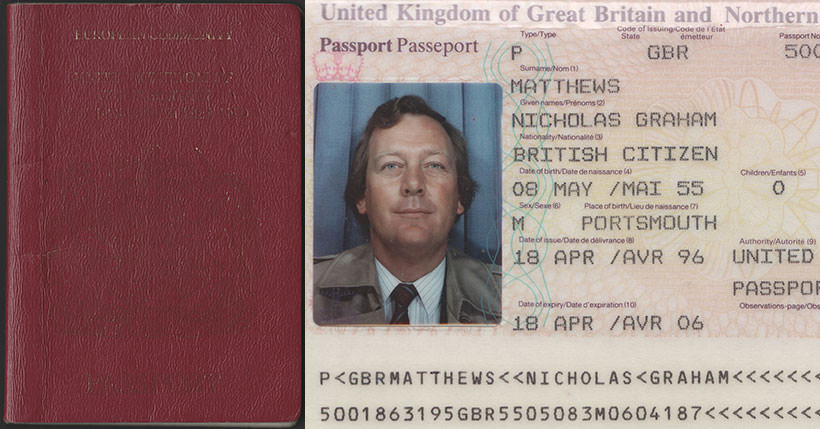 EUROPEAN COMMUNITY
United Kingdom of Great Britain and Northern
Passport Passeport
Type/Type
Code of Issuing/Code de l'Etat
State émetteur
Passport No
P GBR 500
Surname/Nom (1)
MATTHEWS
Given names/Prénoms (2)
NICHOLAS GRAHAM
Nationality/Nationalité (3)
BRITISH CITIZEN
Date of birth/Date de naissance (4) Children/Enfants (5)
08 MAY /MAI 55 0
Sex/Sexe (6) Place of birth/Lieu de naissance (7)
M PORTSMOUTH
Date of issue/Date de délivrance (8) Authority/Autorité (9)
18 APR /AVR 96 UNITED
PASSPOR
Date of expiry/Date d'expiration (10) Observations-page/Obs
18 APR /AVR 06
P<GBRMATTHEWS<<NICHOLAS<GRAHAM<<<<<<<
5001863195GBR5505083M0604187<<<<<<<<<